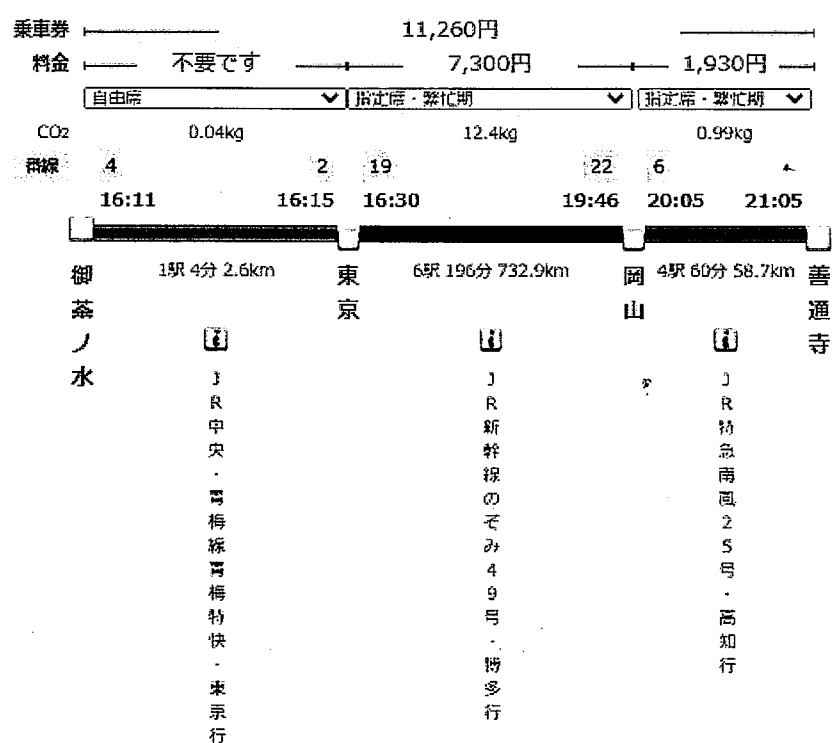 乗車券 11,260円
料金 不要です 7,300円 1,930円
自由席 指定席・繁忙期 指定席・繁忙期
CO2 0.04kg 12.4kg 0.99kg
番線 4 2 19 22 6
16:11 16:15 16:30 19:46 20:05 21:05
1駅 4分 2.6km 6駅 196分 732.9km 4駅 60分 58.7km
御茶ノ水
東京
岡山
善通寺
JR中央・青梅線青梅特快・東京行
JR新幹線のぞみ49号・博多行
JR特急南風25号・高知行